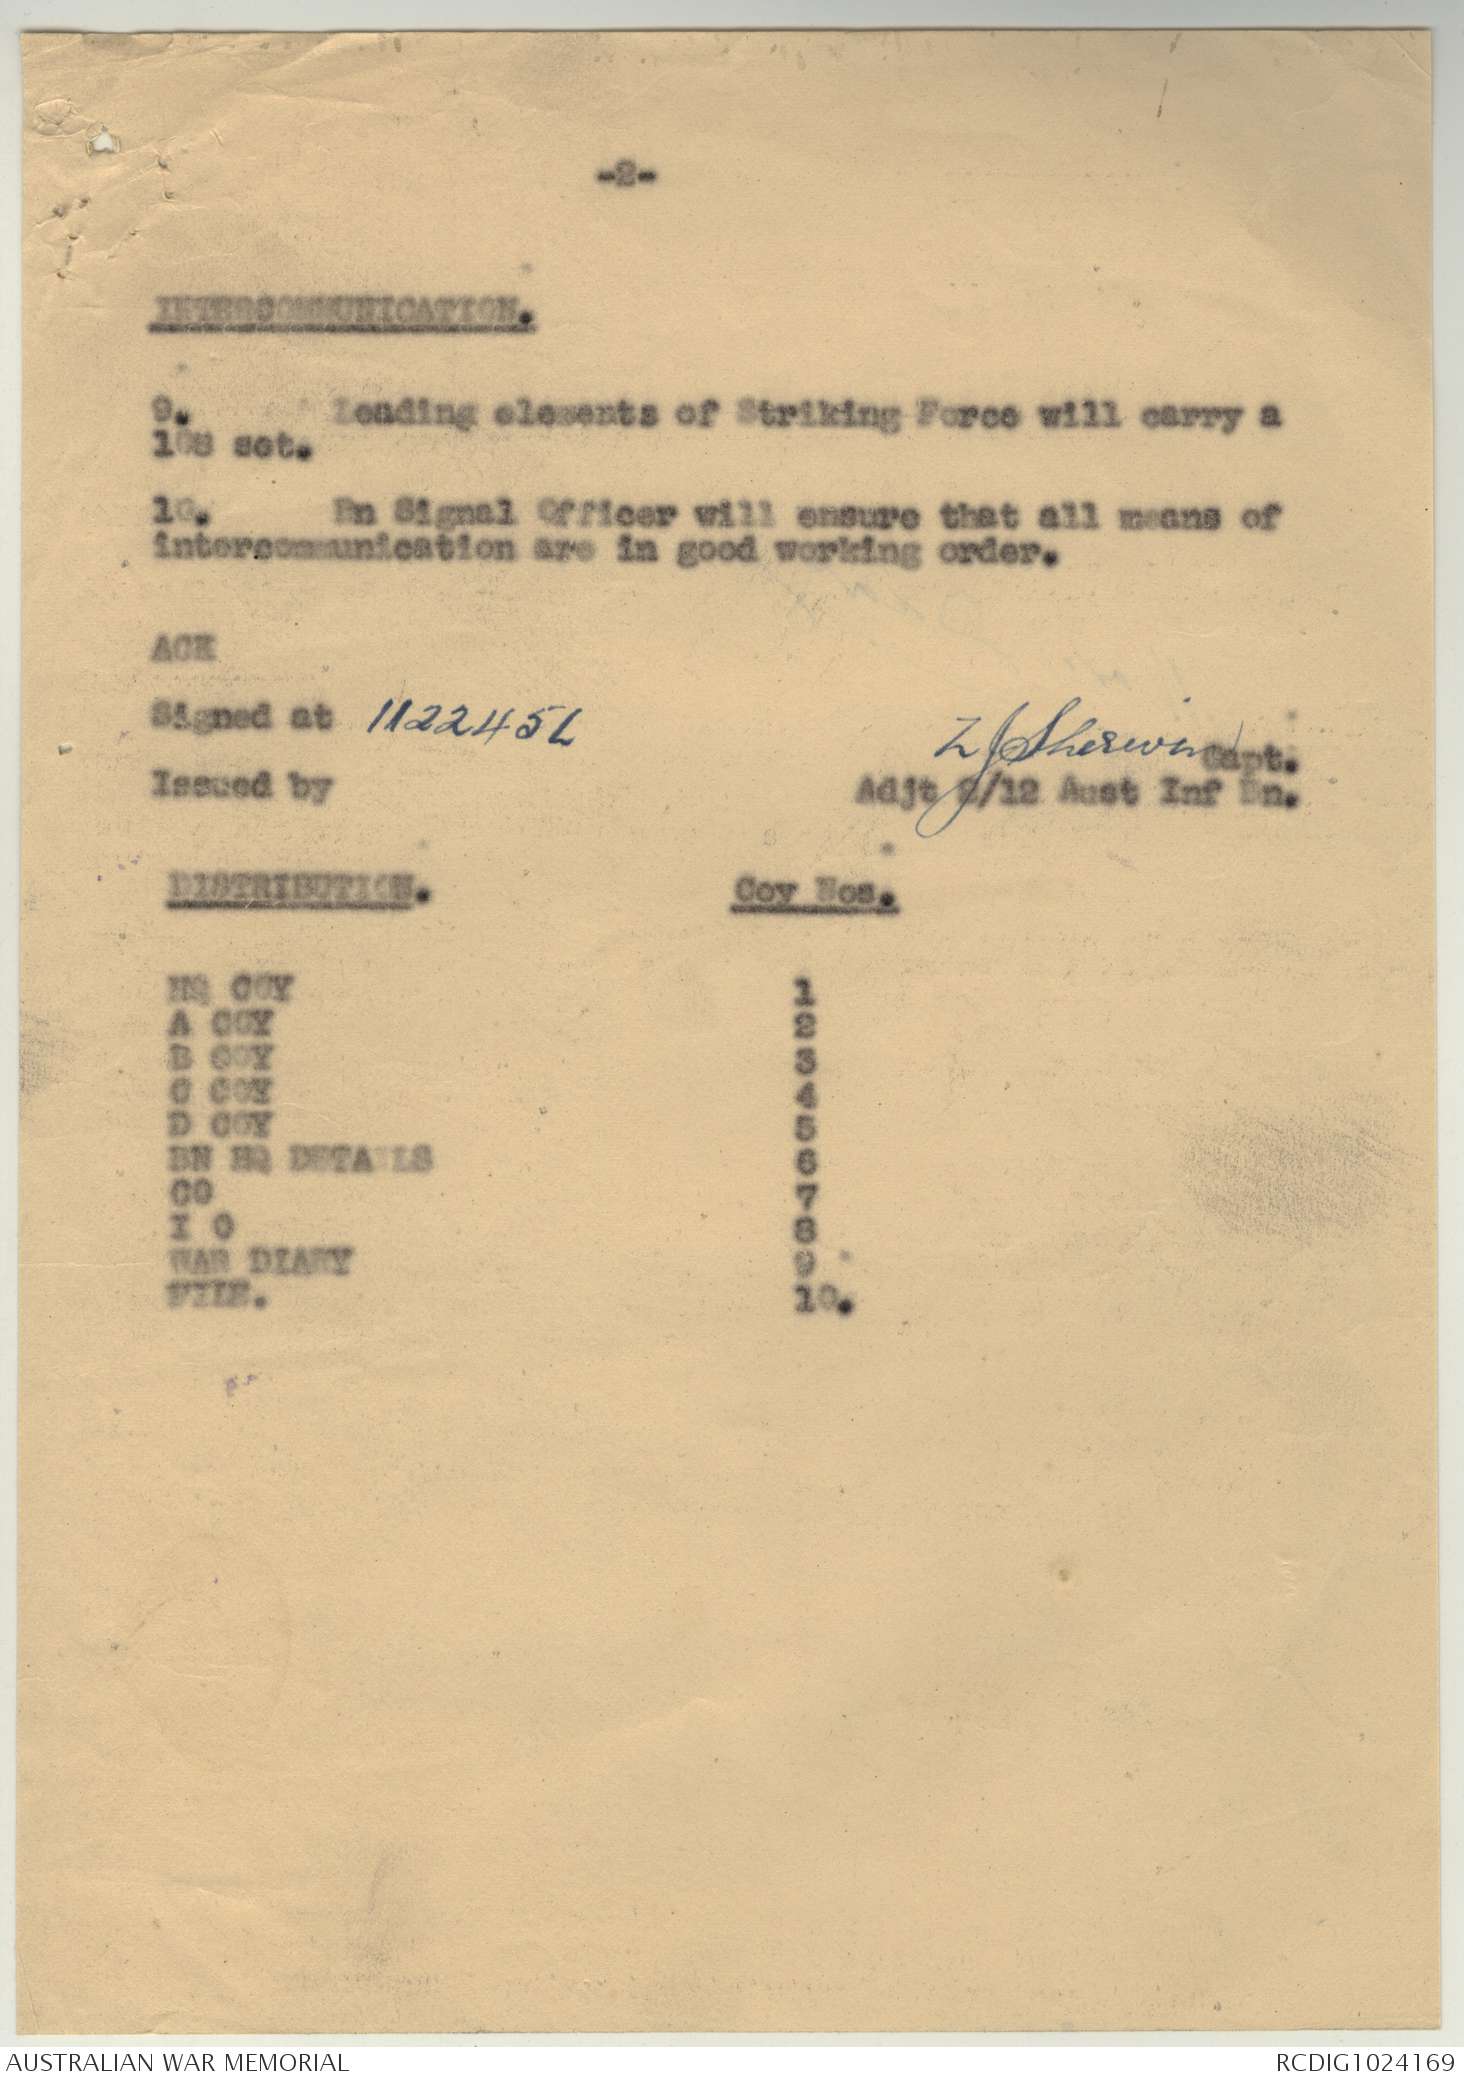 -2-
INTERCOMMUNICATION.
9. Leading elements of Striking Force will carry a
108 set.
10. Bn Signal Officer will ensure that all means of
intercommunication are in good working order.
ACK
Signed at 112245L
Sherwin Capt.
Issued by
Adjt 2/12 Aust Inf Bn.
DISTRIBUTION. Coy Nos.
HQ COY 1
A COY 2
B COY 3
C COY 4
D COY 5
BN HQ DETAILS 6
CO 7
I O 8
WAR DIARY 9
FILE. 10.
AUSTRALIAN WAR MEMORIAL RCDIG1024169